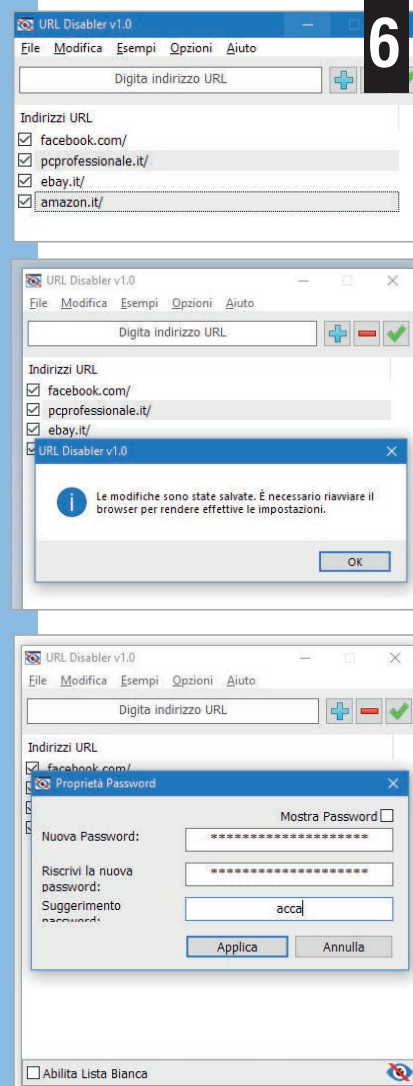 URL Disabler v1.0
6
File Modifica Esempi Opzioni Aiuto
Digita indirizzo URL
Indirizzi URL
facebook.com/
pcprofessionale.it/
ebay.it/
amazon.it/
URL Disabler v1.0
File Modifica Esempi Opzioni Aiuto
Digita indirizzo URL
Indirizzi URL
facebook.com/
pcprofessionale.it/
ebay.it/
URL Disabler v1.0
Le modifiche sono state salvate. È necessario riavviare il
browser per rendere effettive le impostazioni.
OK
URL Disabler v1.0
File Modifica Esempi Opzioni Aiuto
Digita indirizzo URL
Indirizzi URL
facebook.com/
Proprietà Password
Mostra Password
Nuova Password: ********************
Riscrivi la nuova
password: ********************
Suggerimento
password: acca
Applica Annulla
Abilita Lista Bianca